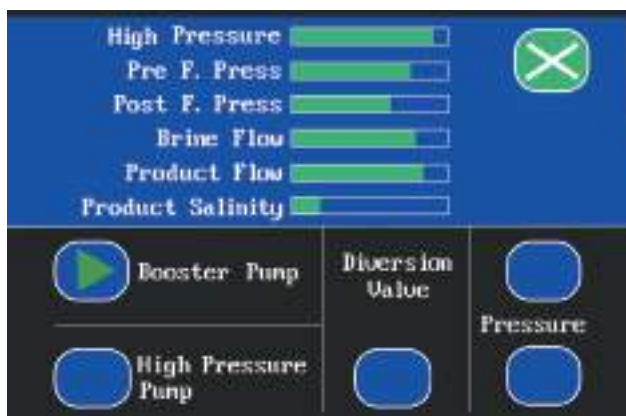 High Pressure
Pre F. Press
Post F. Press
Brine Flow
Product Flow
Product Salinity
Booster Pump
Diversion
Valve
Pressure
High Pressure
Pump